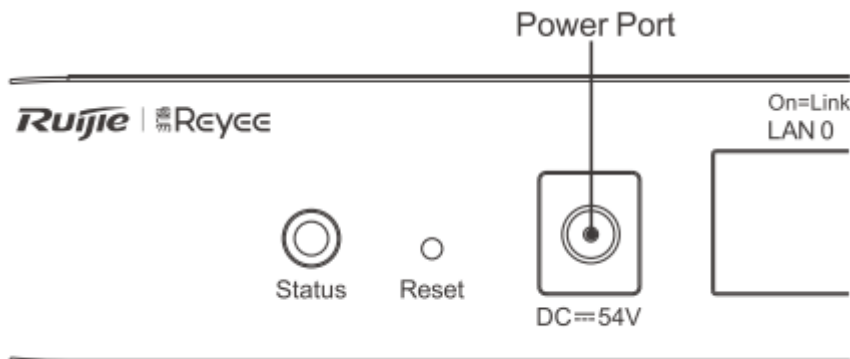 Power Port
Ruijie | Reyee
On=Link
LAN 0
Status
Reset
DC⎓54V